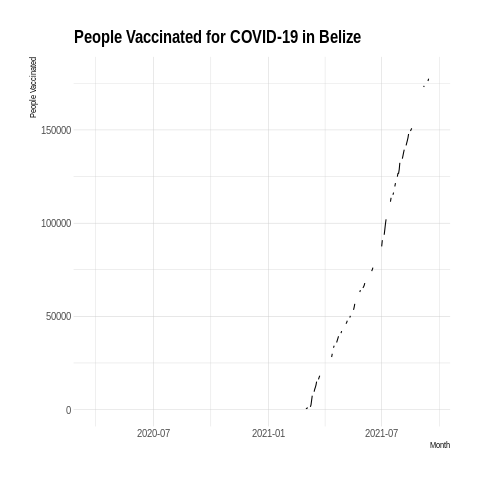 People Vaccinated for COVID-19 in Belize
People Vaccinated
150000
100000
50000
0
2020-07
2021-01
2021-07
Month